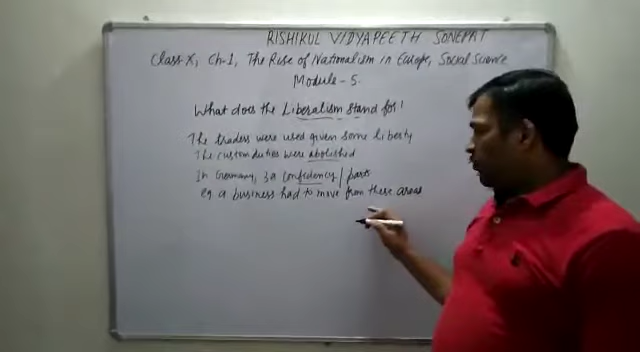 RISHIKUL VIDYAPEETH SONEPAT
Class X, Ch-1, The Rise of Nationalism in Europe, Social Science
Module - 5.
What does the Liberalism stand for!
The traders were used given some liberty
The custom duties were abolished
In Germany, 3a confidency / parts
eg a business had to move from these areas